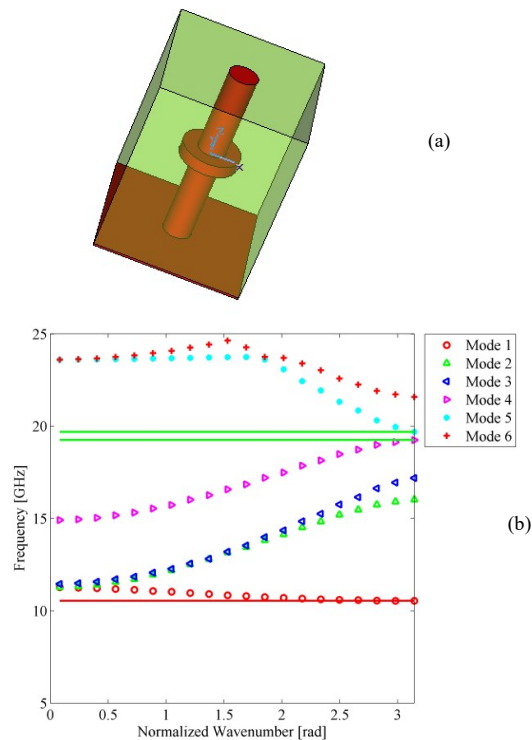 Z
Y
X
(a)
25
20
15
10
5
Frequency [GHz]
0
0.5
1
1.5
2
2.5
3
Normalized Wavenumber [rad]
Mode 1
Mode 2
Mode 3
Mode 4
Mode 5
Mode 6
(b)